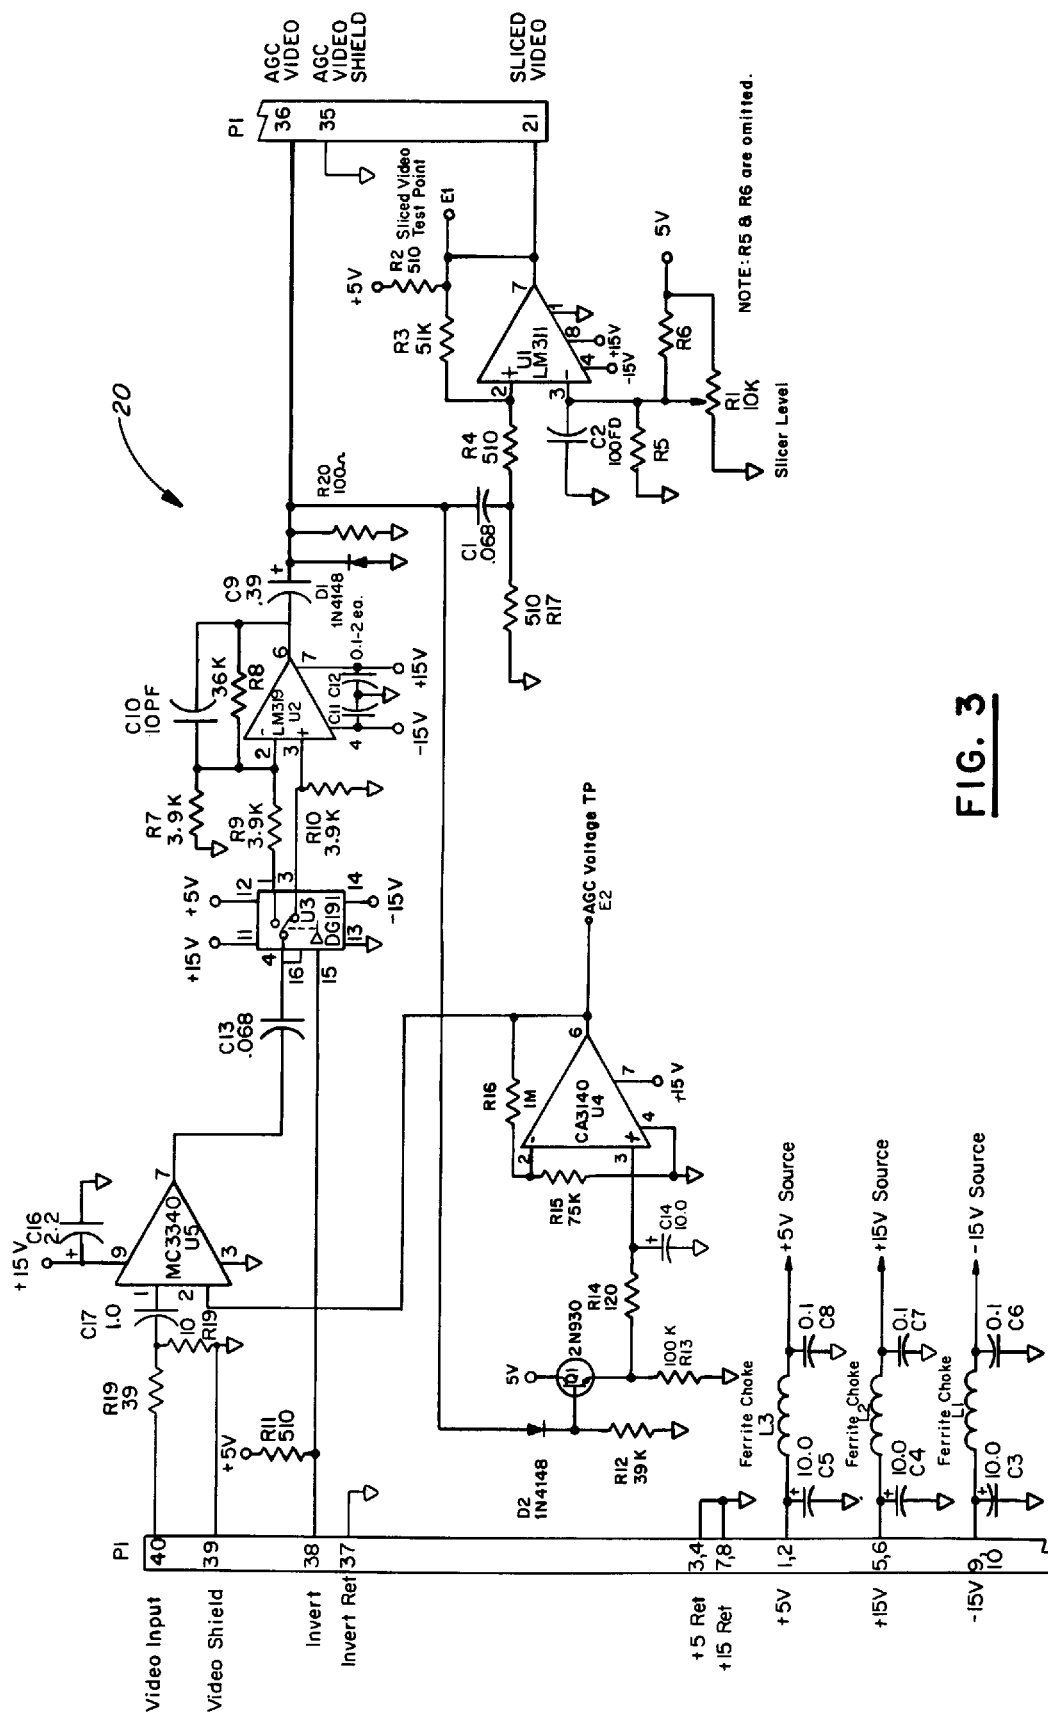 20
P1
40
39
38
37
3,4
7,8
1,2
5,6
9,
10
Video Input
Video Shield
Invert
Invert Ret
+5 Ret
+15 Ret
+5V
+15V
-15V
R19
39
C17
1.0
10
R19
+15V
C16
2.2
+
9
1
2
3
7
MC3340
U5
+5V
R11
510
C13
.068
+15V
+5V
11
12
1
4
16
15
3
U3
DG191
13
14
-15V
R7
3.9K
R9
3.9K
R10
3.9K
C10
10PF
36K
R8
2
3
-
+
LM319
U2
6
7
4
C11
C12
0.1-2 ea.
-15V
+15V
C9
.39
+
D1
1N4148
R20
100Ω
P1
36
35
21
AGC
VIDEO
AGC
VIDEO
SHIELD
SLICED
VIDEO
+5V
R2
510
Sliced Video
Test Point
E1
R3
51K
R4
510
C1
.068
510
R17
2
3
+
-
U1
LM311
7
1
8
4
+15V
-15V
C2
100FD
R5
R6
5V
R1
10K
Slicer Level
NOTE: R5 & R6 are omitted.
D2
1N4148
5V
Q1
2N930
R12
39K
100K
R13
R14
120
+
C14
10.0
R15
75K
R16
1M
2
3
-
+
CA3140
U4
6
7
4
+15V
AGC Voltage TP
E2
Ferrite Choke
L3
+
10.0
C5
0.1
C8
+5V Source
Ferrite Choke
L2
+
10.0
C4
0.1
C7
+15V Source
Ferrite Choke
L1
+
10.0
C3
0.1
C6
-15V Source
FIG. 3